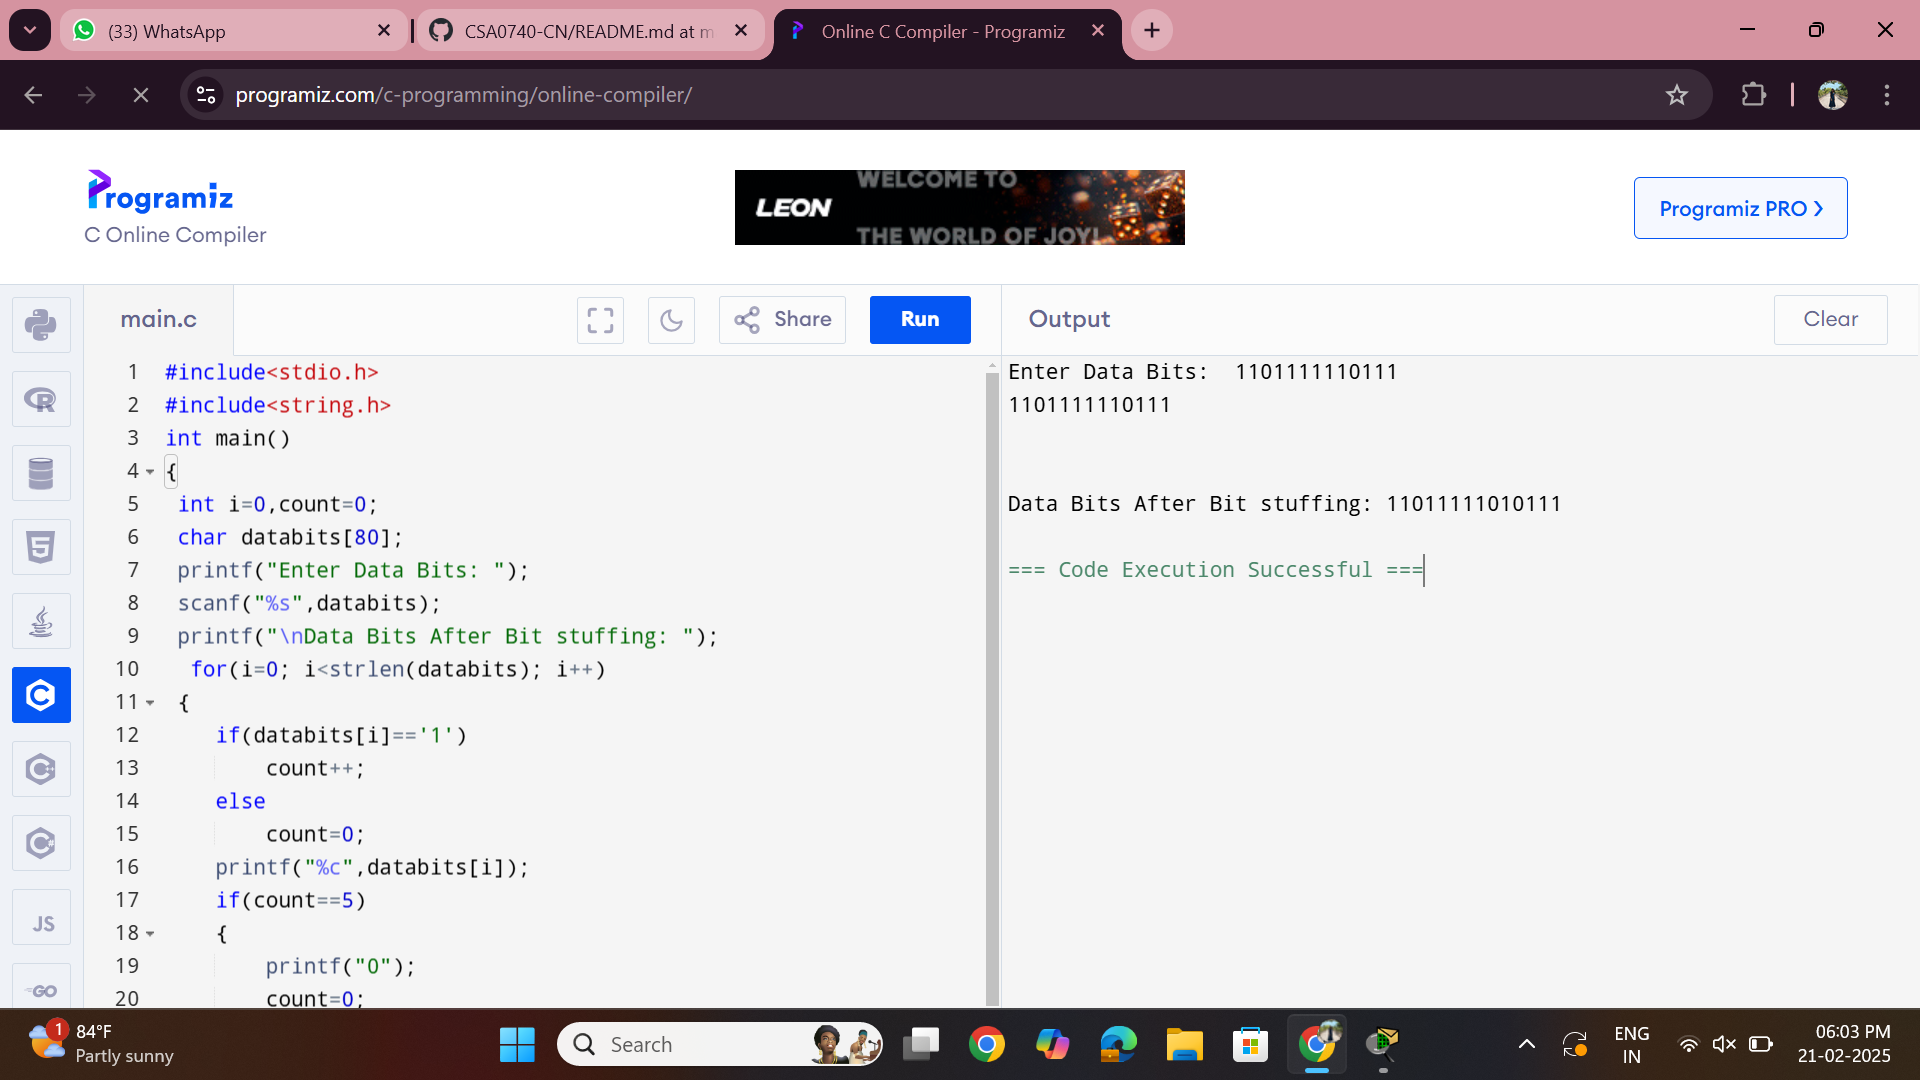 (33) WhatsApp
CSA0740-CN/README.md at m
Online C Compiler - Programiz
programiz.com/c-programming/online-compiler/
Programiz
C Online Compiler
LEON
WELCOME TO
THE WORLD OF JOY!
Programiz PRO
main.c
Share
Run
Output
Clear
1 #include<stdio.h>
2 #include<string.h>
3 int main()
4 {
5 int i=0,count=0;
6 char databits[80];
7 printf("Enter Data Bits: ");
8 scanf("%s",databits);
9 printf("\nData Bits After Bit stuffing: ");
10 for(i=0; i<strlen(databits); i++)
11 {
12 if(databits[i]=='1')
13 count++;
14 else
15 count=0;
16 printf("%c",databits[i]);
17 if(count==5)
18 {
19 printf("0");
20 count=0;
Enter Data Bits:  1101111110111
1101111110111
Data Bits After Bit stuffing: 11011111010111
=== Code Execution Successful ===
R
5
C
C
C#
JS
GO
1
84°F
Partly sunny
Search
ENG
IN
06:03 PM
21-02-2025